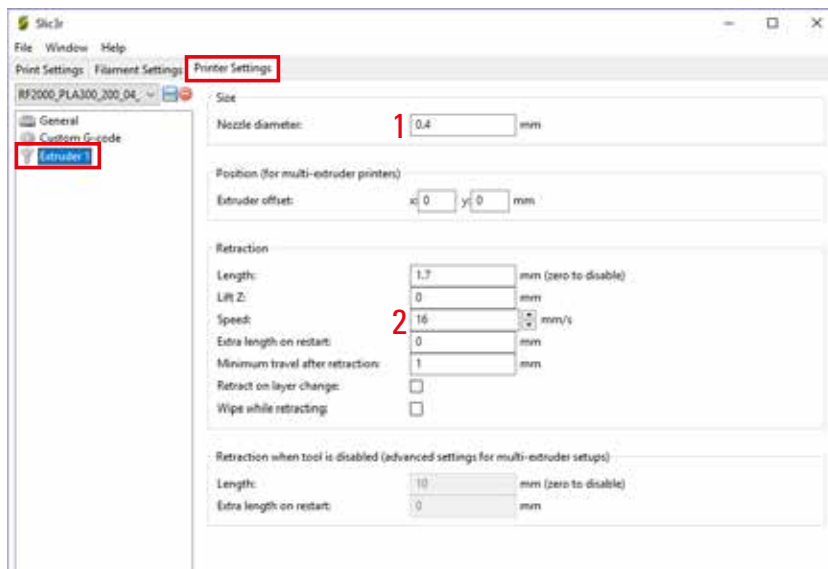 Slic3r
File Window Help
Print Settings Filament Settings Printer Settings
RF2000_PLA300_200_04_
General
Custom G-code
Extruder 1
Size
Nozzle diameter: 1 0.4 mm
Position (for multi-extruder printers)
Extruder offset: x: 0 y: 0 mm
Retraction
Length: 1.7 mm (zero to disable)
Lift Z: 0 mm
Speed: 2 16 mm/s
Extra length on restart: 0 mm
Minimum travel after retraction: 1 mm
Retract on layer change:
Wipe while retracting:
Retraction when tool is disabled (advanced settings for multi-extruder setups)
Length: 10 mm (zero to disable)
Extra length on restart: 0 mm